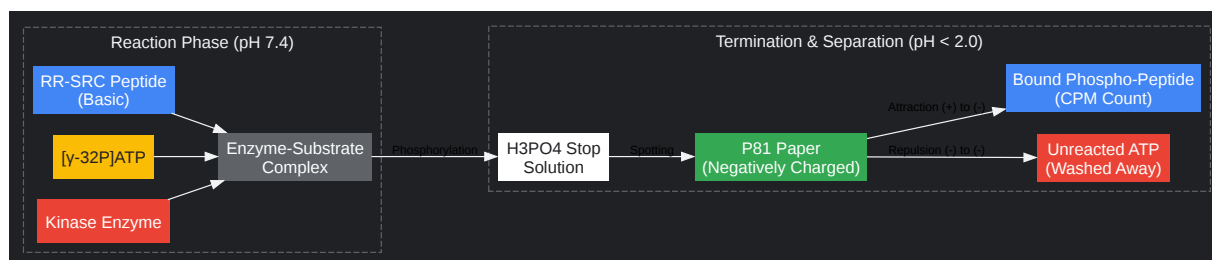 Reaction Phase (pH 7.4)
RR-SRC Peptide
(Basic)
[γ-32P]ATP
Kinase Enzyme
Enzyme-Substrate
Complex
Phosphorylation
Termination & Separation (pH < 2.0)
H3PO4 Stop
Solution
Spotting
P81 Paper
(Negatively Charged)
Attraction (+) to (-)
Repulsion (-) to (-)
Bound Phospho-Peptide
(CPM Count)
Unreacted ATP
(Washed Away)